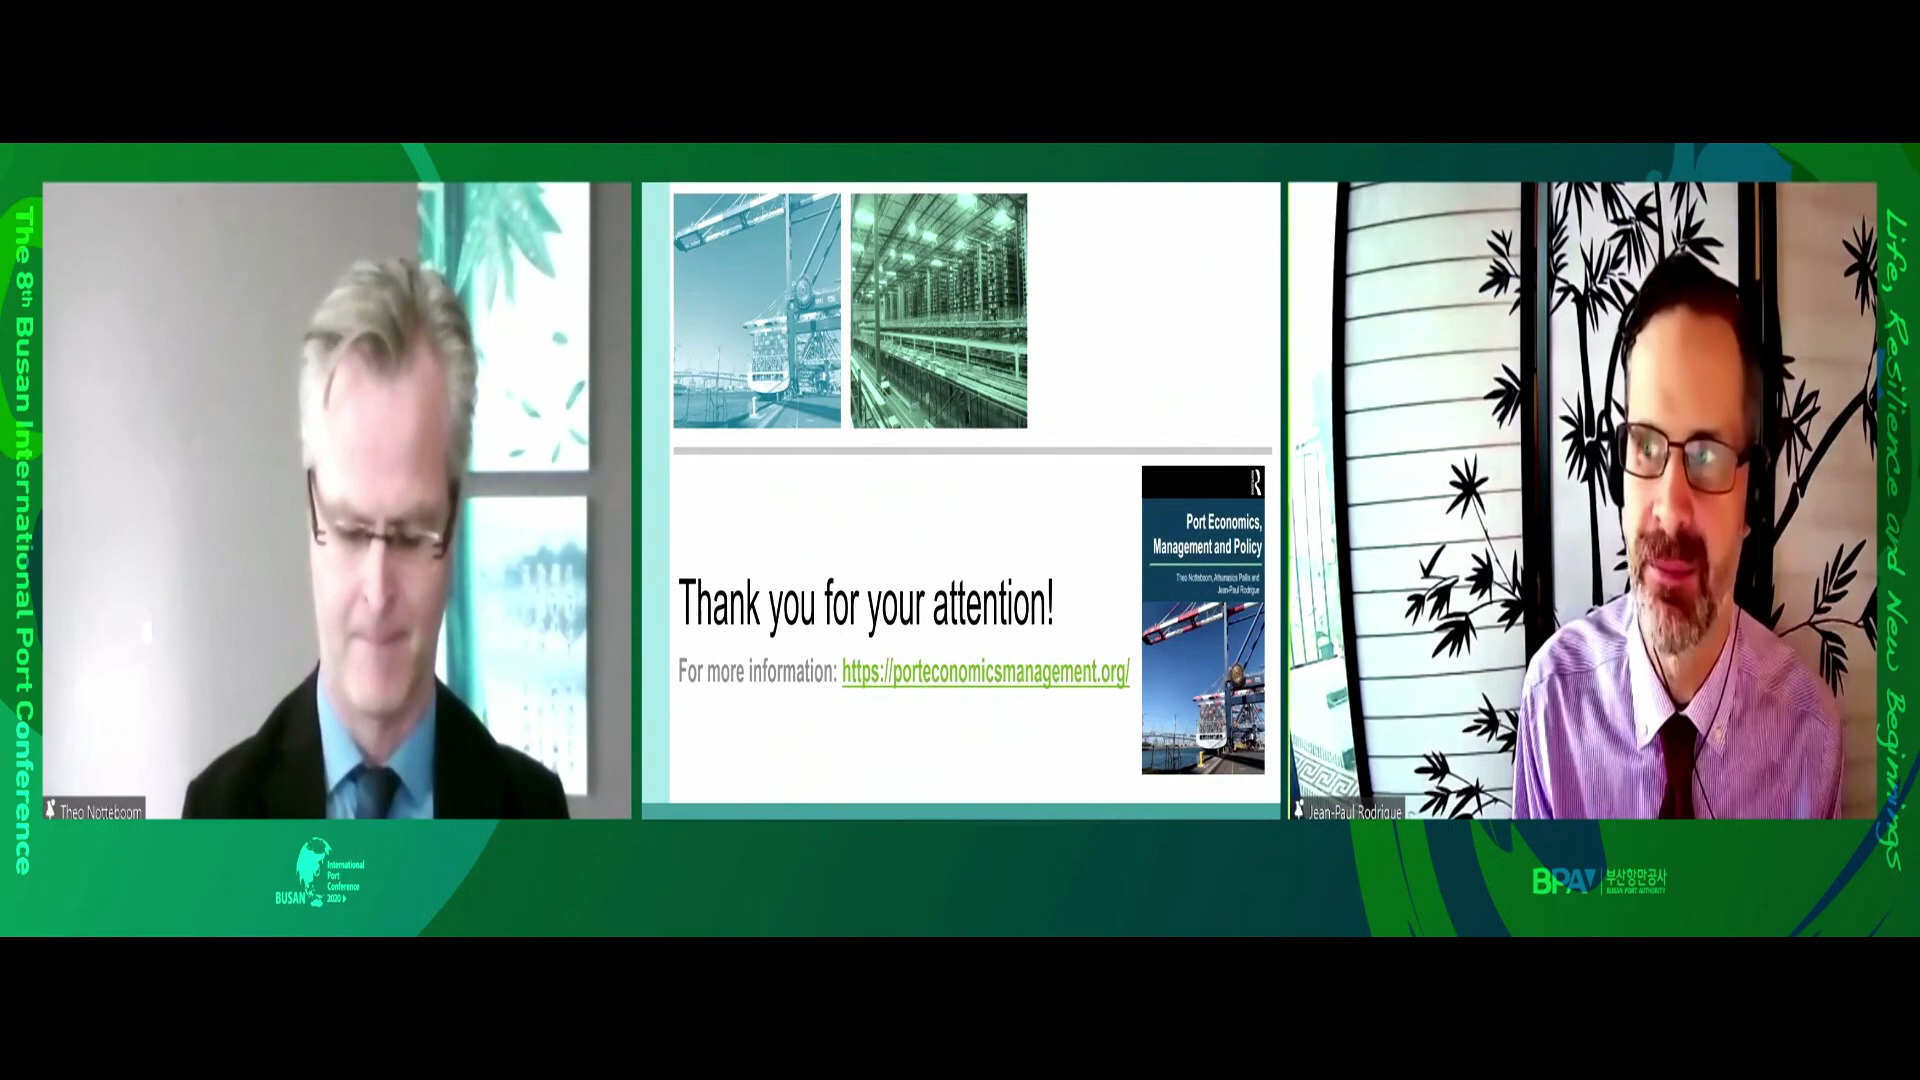 The 8th Busan International Port Conference
Theo Notteboom
Port Economics,
Management and Policy
Theo Notteboom, Athanasios Pallis and
Jean-Paul Rodrigue
Thank you for your attention!
For more information: https://porteconomicsmanagement.org/
Jean-Paul Rodrigue
Life, Resilience and New Beginnings
International
Port
Conference
BUSAN 2020
BPA 부산항만공사
BUSAN PORT AUTHORITY